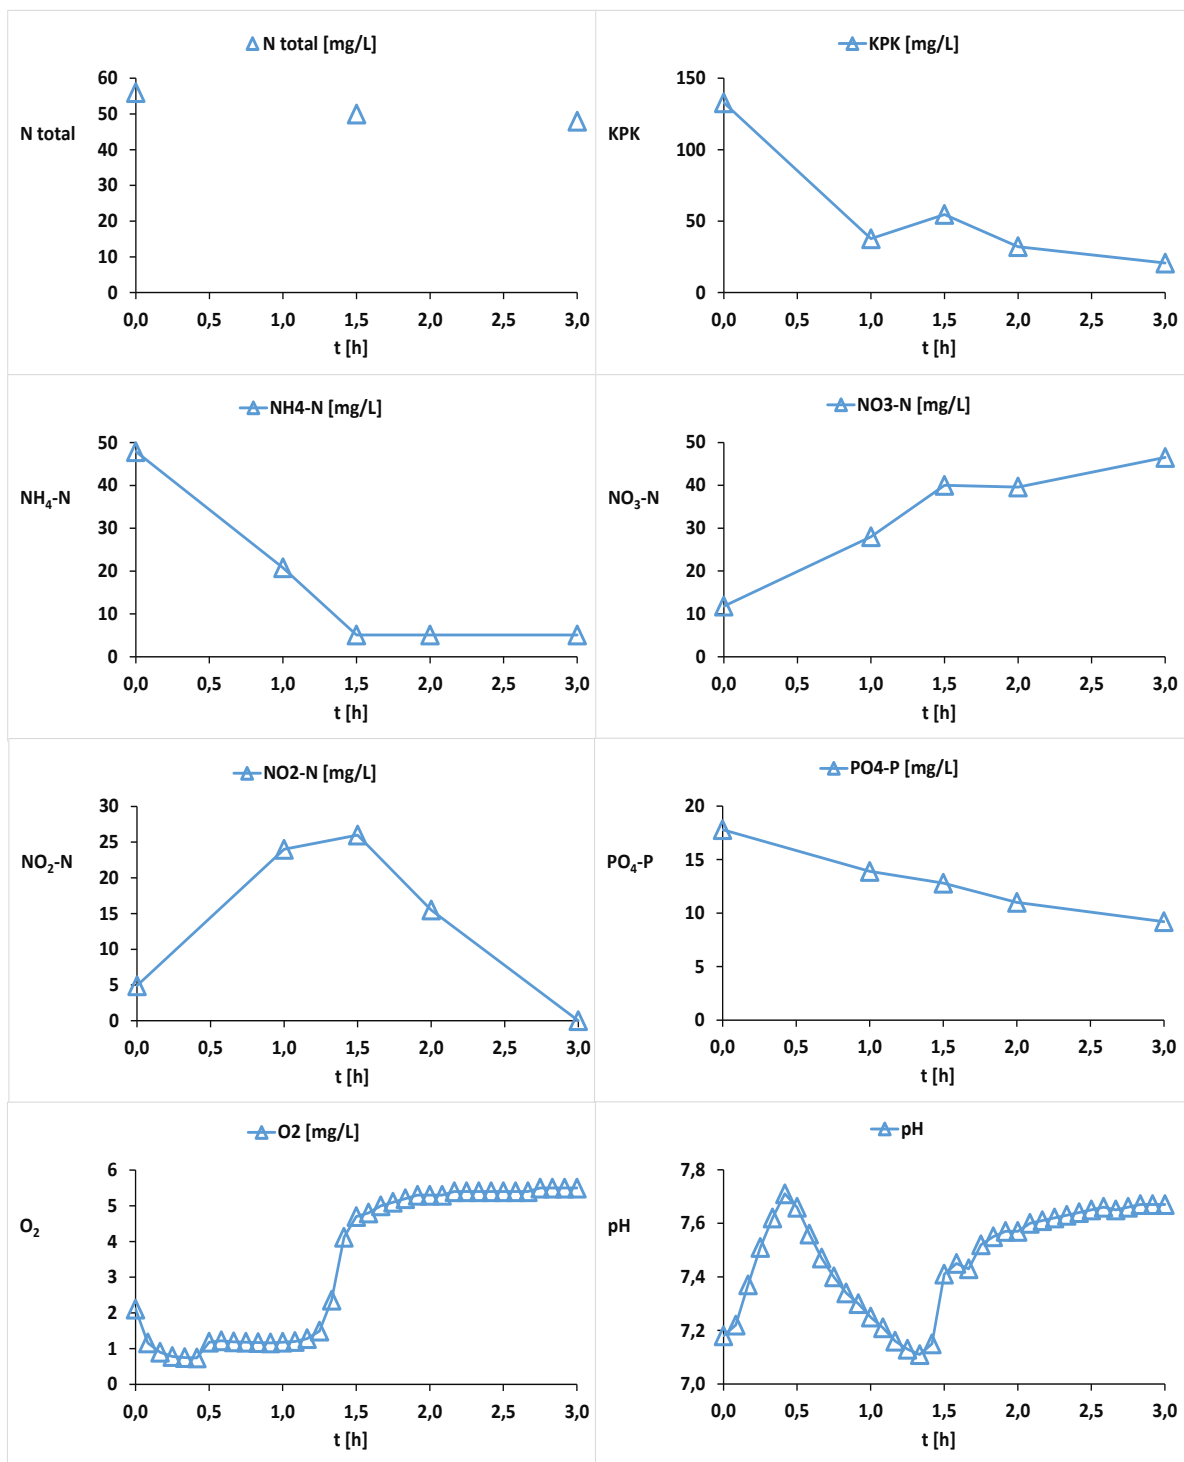 N total [mg/L]
60
50
40
30
20
10
0
N total
0,0 0,5 1,0 1,5 2,0 2,5 3,0
t [h]
KPK [mg/L]
150
100
50
0
KPK
0,0 0,5 1,0 1,5 2,0 2,5 3,0
t [h]
NH4-N [mg/L]
50
40
30
20
10
0
NH₄-N
0,0 0,5 1,0 1,5 2,0 2,5 3,0
t [h]
NO3-N [mg/L]
50
40
30
20
10
0
NO₃-N
0,0 0,5 1,0 1,5 2,0 2,5 3,0
t [h]
NO2-N [mg/L]
30
25
20
15
10
5
0
NO₂-N
0,0 0,5 1,0 1,5 2,0 2,5 3,0
t [h]
PO4-P [mg/L]
20
15
10
5
0
PO₄-P
0,0 0,5 1,0 1,5 2,0 2,5 3,0
t [h]
O2 [mg/L]
6
5
4
3
2
1
0
O₂
0,0 0,5 1,0 1,5 2,0 2,5 3,0
t [h]
pH
7,8
7,6
7,4
7,2
7,0
pH
0,0 0,5 1,0 1,5 2,0 2,5 3,0
t [h]